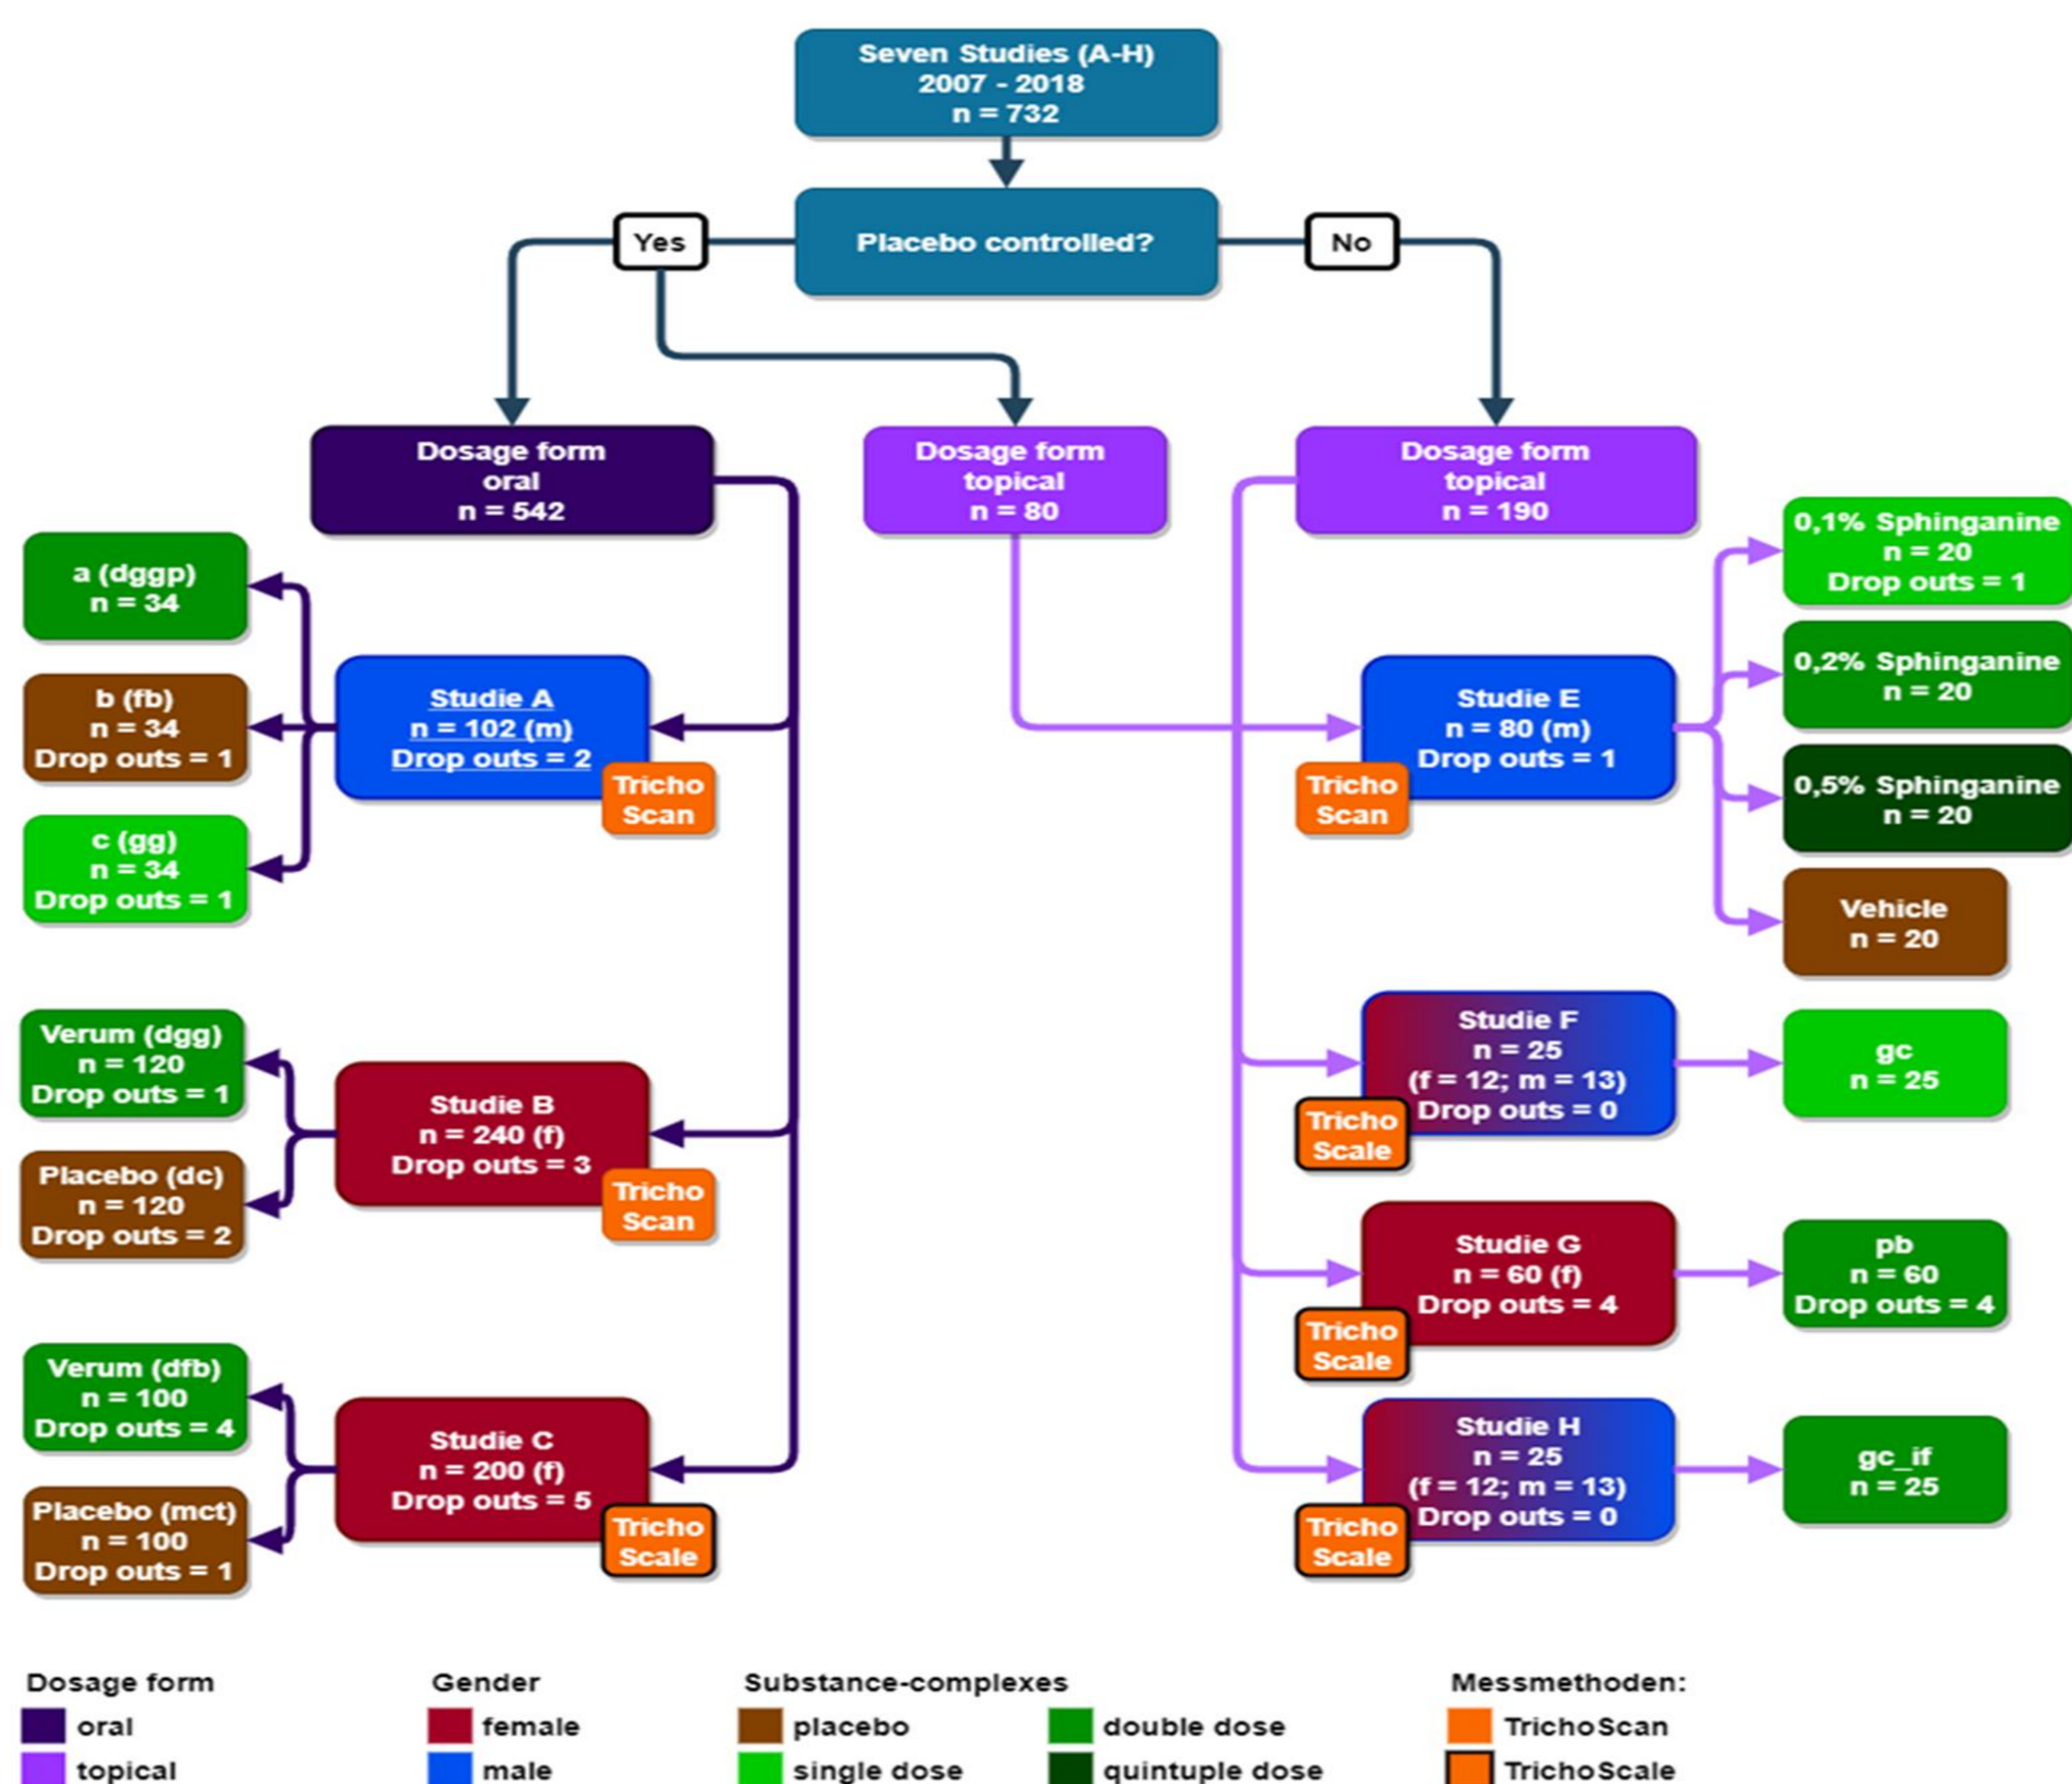 Seven Studies (A-H)
2007 - 2018
n = 732
Placebo controlled?
Yes
No
Dosage form
oral
n = 542
Dosage form
topical
n = 80
Dosage form
topical
n = 190
a (dggp)
n = 34
b (fb)
n = 34
Drop outs = 1
c (gg)
n = 34
Drop outs = 1
Studie A
n = 102 (m)
Drop outs = 2
Tricho
Scan
Verum (dgg)
n = 120
Drop outs = 1
Placebo (dc)
n = 120
Drop outs = 2
Studie B
n = 240 (f)
Drop outs = 3
Tricho
Scan
Verum (dfb)
n = 100
Drop outs = 4
Placebo (mct)
n = 100
Drop outs = 1
Studie C
n = 200 (f)
Drop outs = 5
Tricho
Scale
Studie E
n = 80 (m)
Drop outs = 1
Tricho
Scan
0,1% Sphinganine
n = 20
Drop outs = 1
0,2% Sphinganine
n = 20
0,5% Sphinganine
n = 20
Vehicle
n = 20
Studie F
n = 25
(f = 12; m = 13)
Drop outs = 0
Tricho
Scale
gc
n = 25
Studie G
n = 60 (f)
Drop outs = 4
Tricho
Scale
pb
n = 60
Drop outs = 4
Studie H
n = 25
(f = 12; m = 13)
Drop outs = 0
Tricho
Scale
gc_if
n = 25
Dosage form
oral
topical
Gender
female
male
Substance-complexes
placebo
single dose
double dose
quintuple dose
Messmethoden:
TrichoScan
TrichoScale